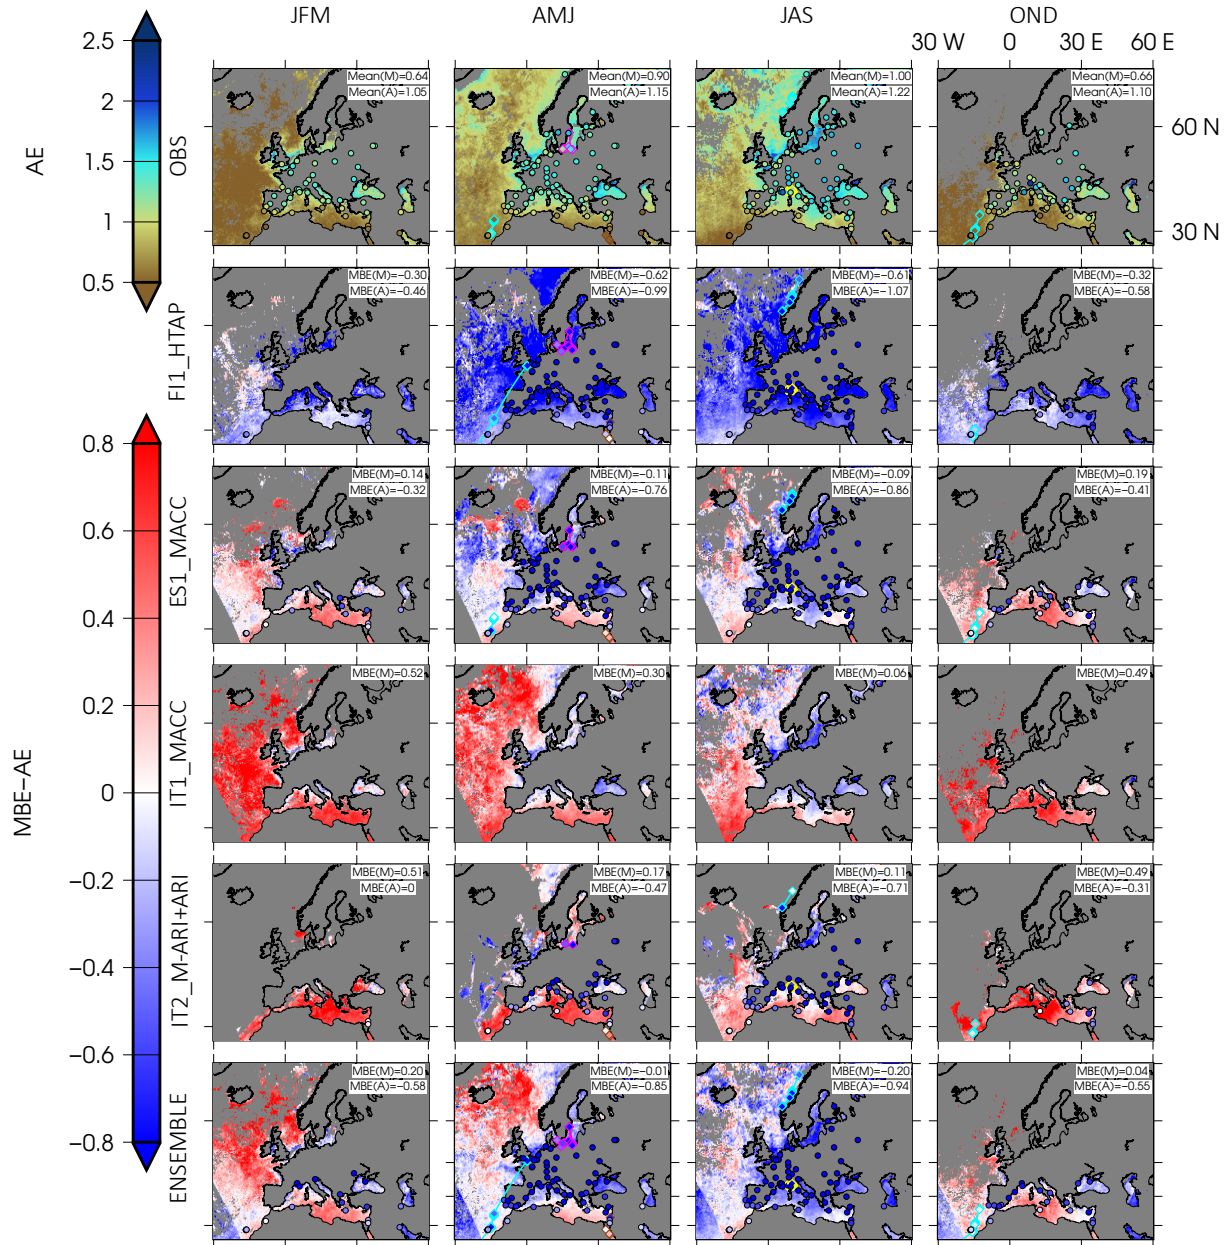 JFM AMJ JAS OND
30 W 0 30 E 60 E
2.5
2
1.5
1
0.5
AE
OBS
Mean(M)=0.64
Mean(A)=1.05
Mean(M)=0.90
Mean(A)=1.15
Mean(M)=1.00
Mean(A)=1.22
Mean(M)=0.66
Mean(A)=1.10
60 N
30 N
FI1_HTAP
MBE(M)=−0.30
MBE(A)=−0.46
MBE(M)=−0.62
MBE(A)=−0.99
MBE(M)=−0.61
MBE(A)=−1.07
MBE(M)=−0.32
MBE(A)=−0.58
0.8
0.6
0.4
0.2
0
−0.2
−0.4
−0.6
−0.8
MBE−AE
ES1_MACC
MBE(M)=0.14
MBE(A)=−0.32
MBE(M)=−0.11
MBE(A)=−0.76
MBE(M)=−0.09
MBE(A)=−0.86
MBE(M)=0.19
MBE(A)=−0.41
IT1_MACC
MBE(M)=0.52
MBE(M)=0.30
MBE(M)=0.06
MBE(M)=0.49
IT2_M-ARI+ARI
MBE(M)=0.51
MBE(A)=0
MBE(M)=0.17
MBE(A)=−0.47
MBE(M)=0.11
MBE(A)=−0.71
MBE(M)=0.49
MBE(A)=−0.31
ENSEMBLE
MBE(M)=0.20
MBE(A)=−0.58
MBE(M)=−0.01
MBE(A)=−0.85
MBE(M)=−0.20
MBE(A)=−0.94
MBE(M)=0.04
MBE(A)=−0.55